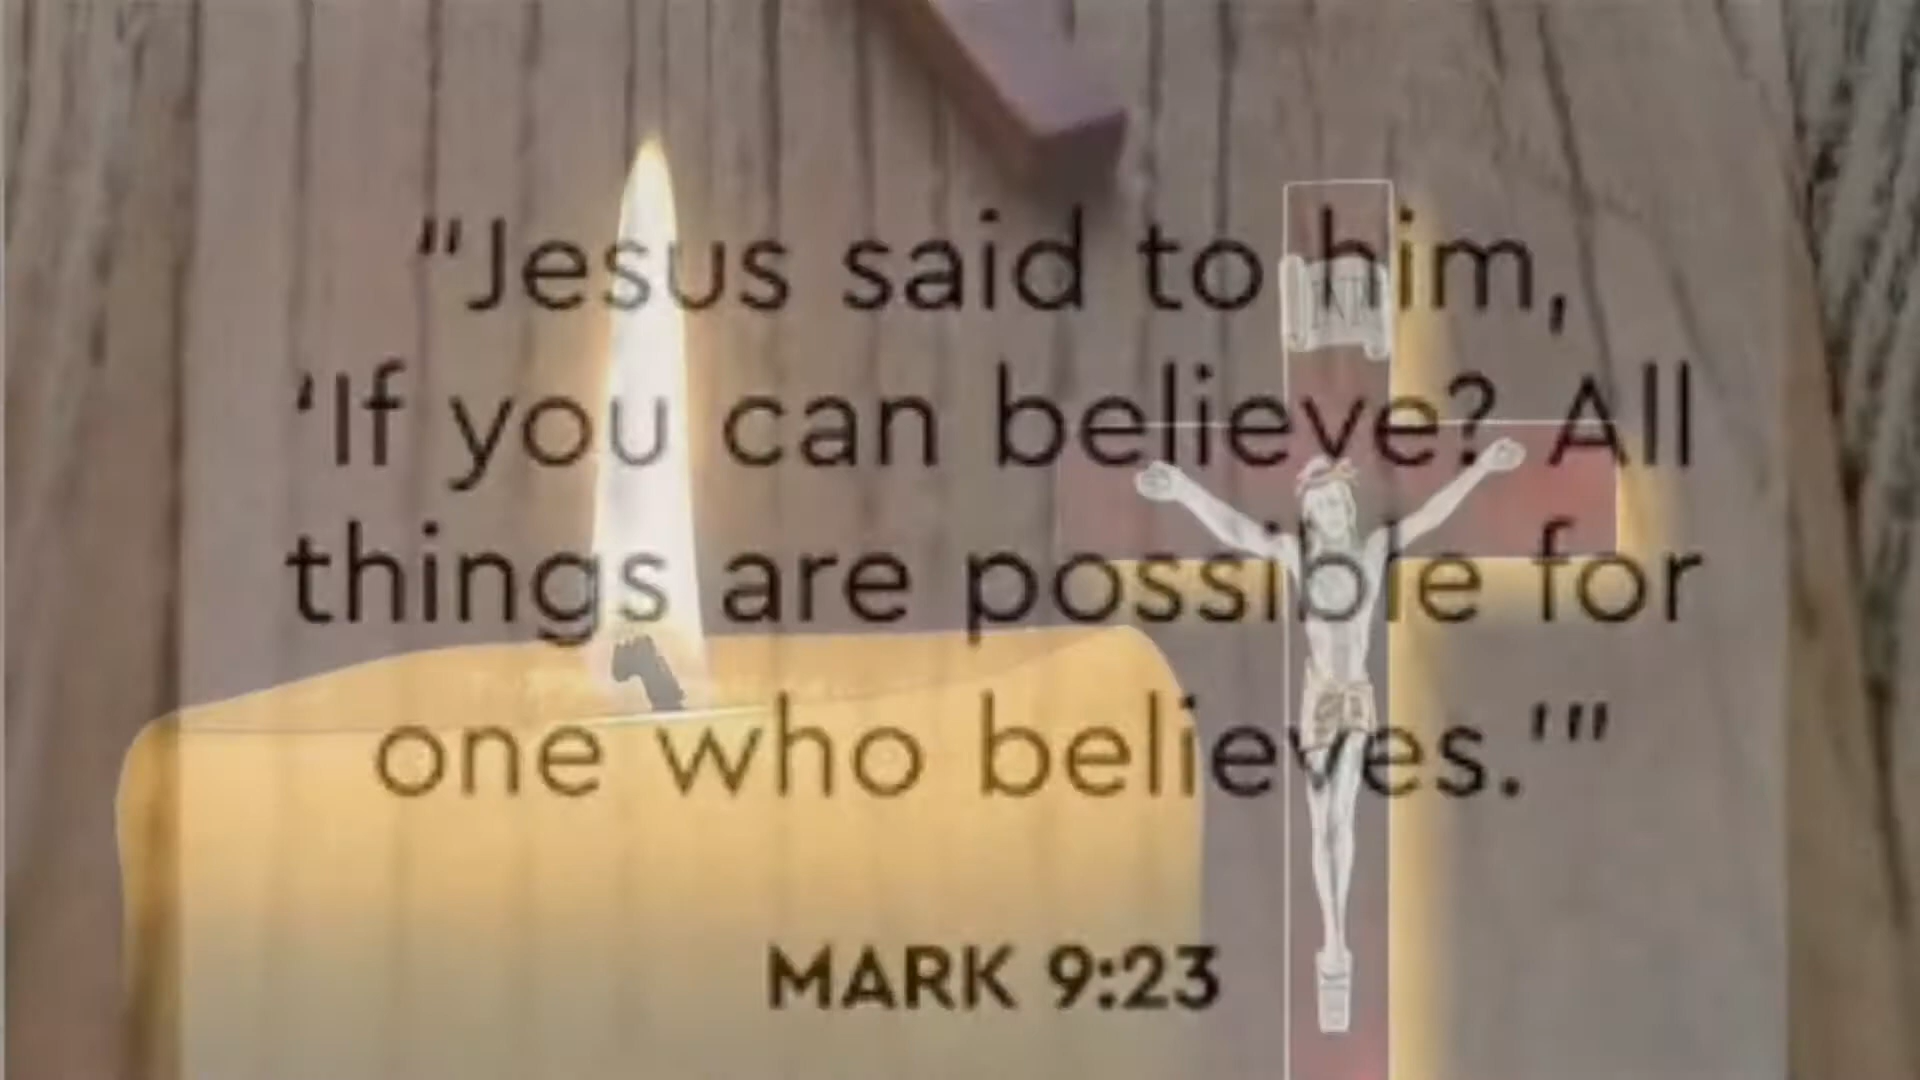 "Jesus said to him,
'If you can believe? All
things are possible for
one who believes.'"
MARK 9:23